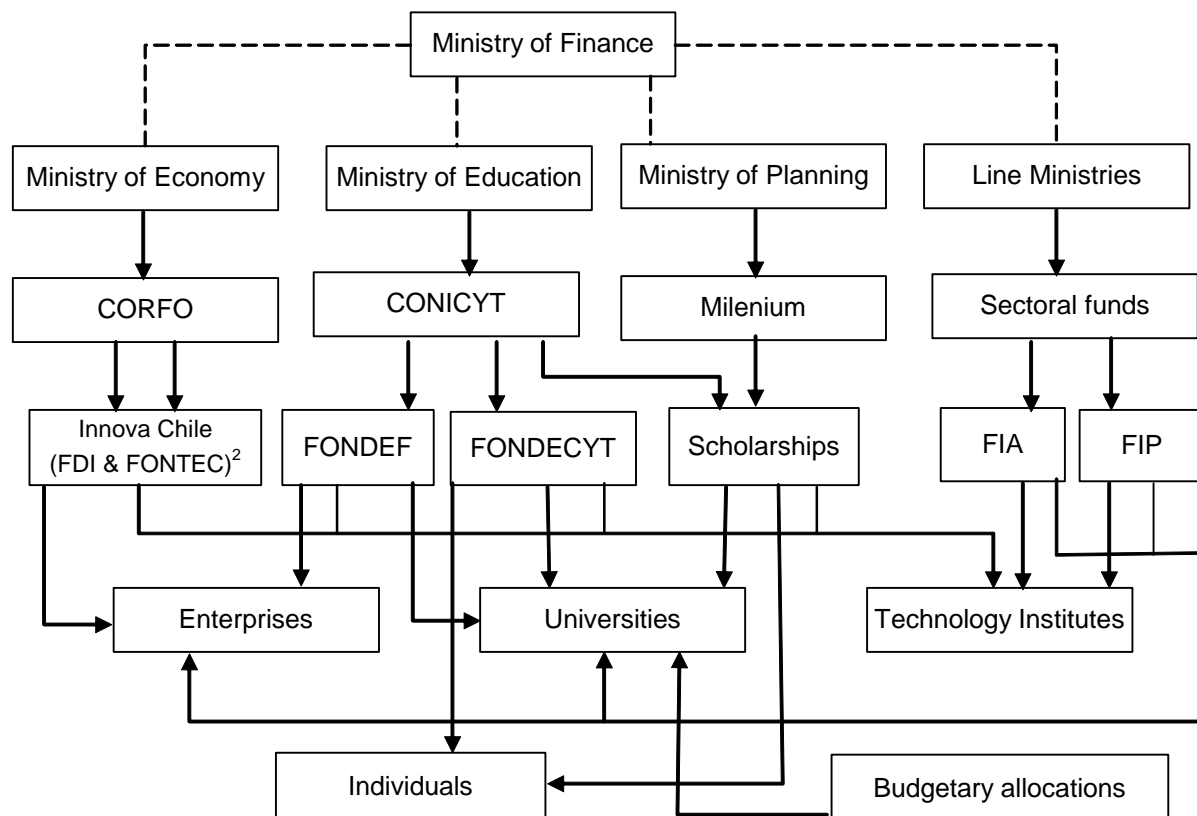 Ministry of Finance
Ministry of Economy
Ministry of Education
Ministry of Planning
Line Ministries
CORFO
CONICYT
Milenium
Sectoral funds
Innova Chile
(FDI & FONTEC)²
FONDEF
FONDECYT
Scholarships
FIA
FIP
Enterprises
Universities
Technology Institutes
Individuals
Budgetary allocations